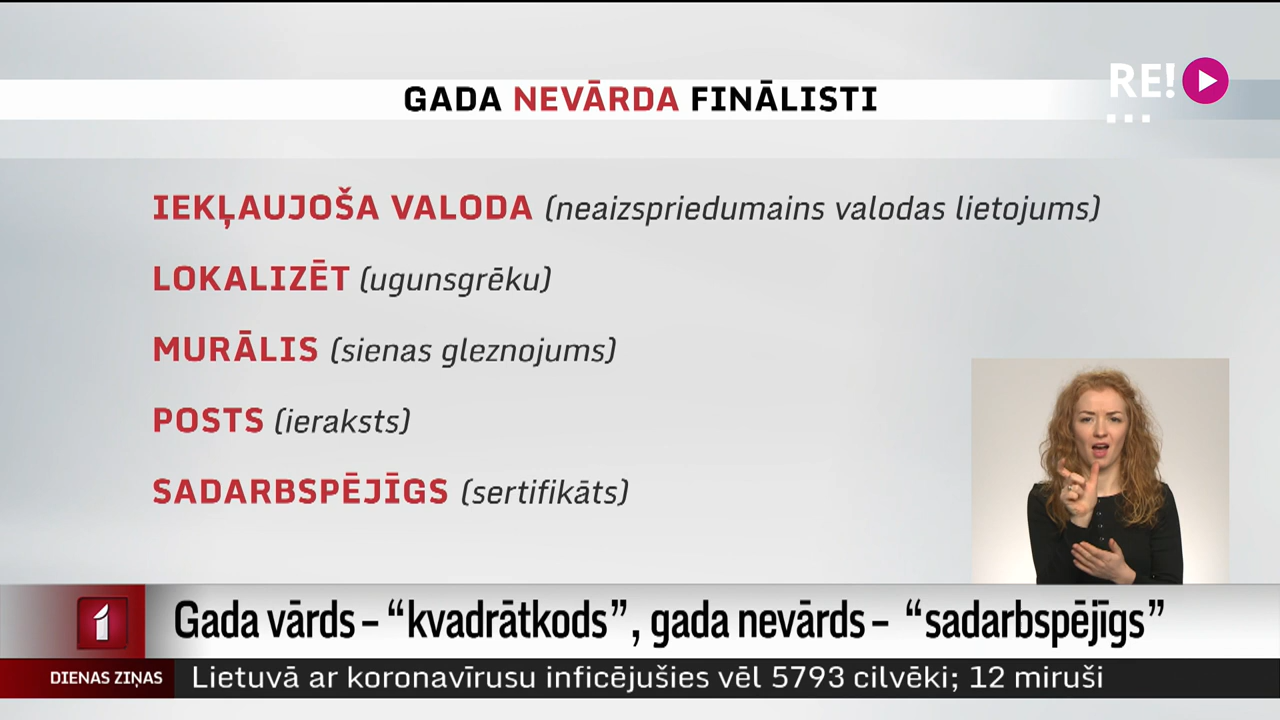 GADA NEVĀRDA FINĀLISTI
RE!
IEKĻAUJOŠA VALODA (neaizspriedumains valodas lietojums)
LOKALIZĒT (ugunsgrēku)
MURĀLIS (sienas gleznojums)
POSTS (ieraksts)
SADARBSPĒJĪGS (sertifikāts)
1 Gada vārds – “kvadrātkods”, gada nevārds – “sadarbspējīgs”
DIENAS ZIŅAS Lietuvā ar koronavīrusu inficējušies vēl 5793 cilvēki; 12 miruši